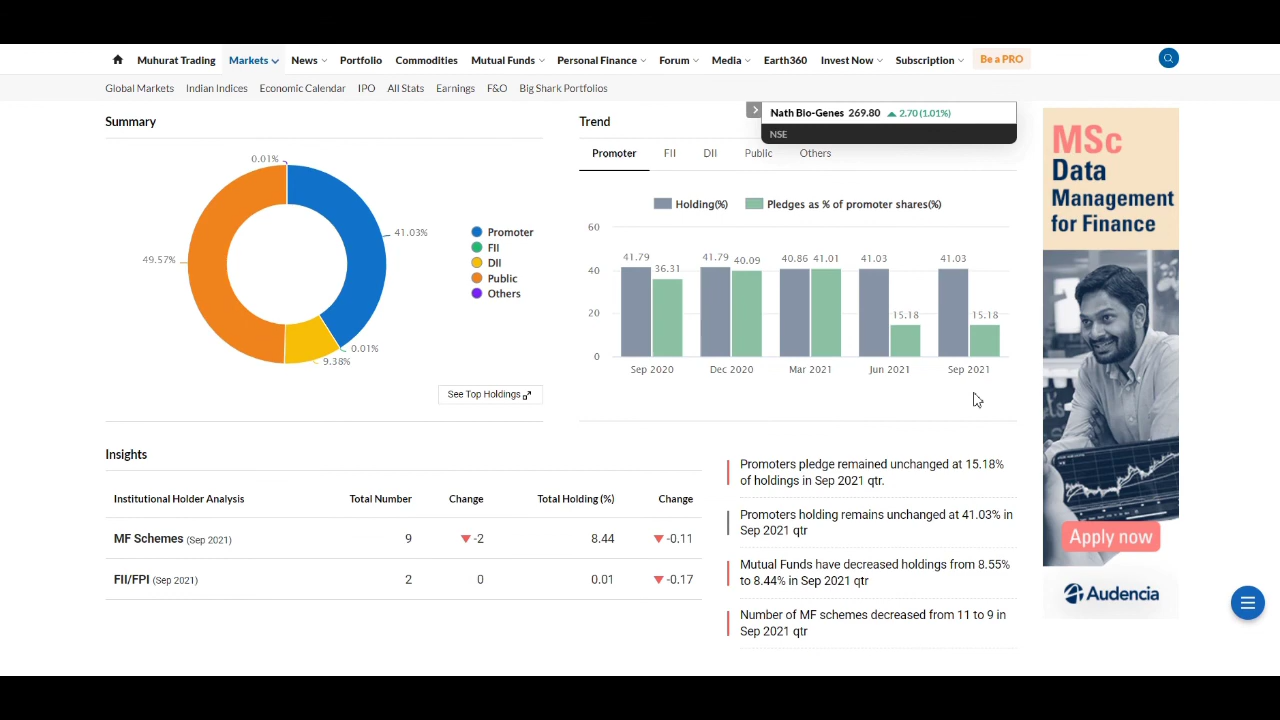 Muhurat Trading Markets News Portfolio Commodities Mutual Funds Personal Finance Forum Media Earth360 Invest Now Subscription Be a PRO
Global Markets Indian Indices Economic Calendar IPO All Stats Earnings F&O Big Shark Portfolios
Nath Bio-Genes 269.80 ▲ 2.70 (1.01%)
NSE
Summary
0.01%
41.03%
49.57%
0.01%
9.38%
Promoter
FII
DII
Public
Others
See Top Holdings
Trend
Promoter FII DII Public Others
Holding(%) Pledges as % of promoter shares(%)
60
40
20
0
41.79 36.31 41.79 40.09 40.86 41.01 41.03 15.18 41.03 15.18
Sep 2020 Dec 2020 Mar 2021 Jun 2021 Sep 2021
Insights
Institutional Holder Analysis Total Number Change Total Holding (%) Change
MF Schemes (Sep 2021) 9 ▼ -2 8.44 ▼ -0.11
FII/FPI (Sep 2021) 2 0 0.01 ▼ -0.17
Promoters pledge remained unchanged at 15.18%
of holdings in Sep 2021 qtr.
Promoters holding remains unchanged at 41.03% in
Sep 2021 qtr
Mutual Funds have decreased holdings from 8.55%
to 8.44% in Sep 2021 qtr
Number of MF schemes decreased from 11 to 9 in
Sep 2021 qtr
MSc
Data
Management
for Finance
Apply now
Audencia